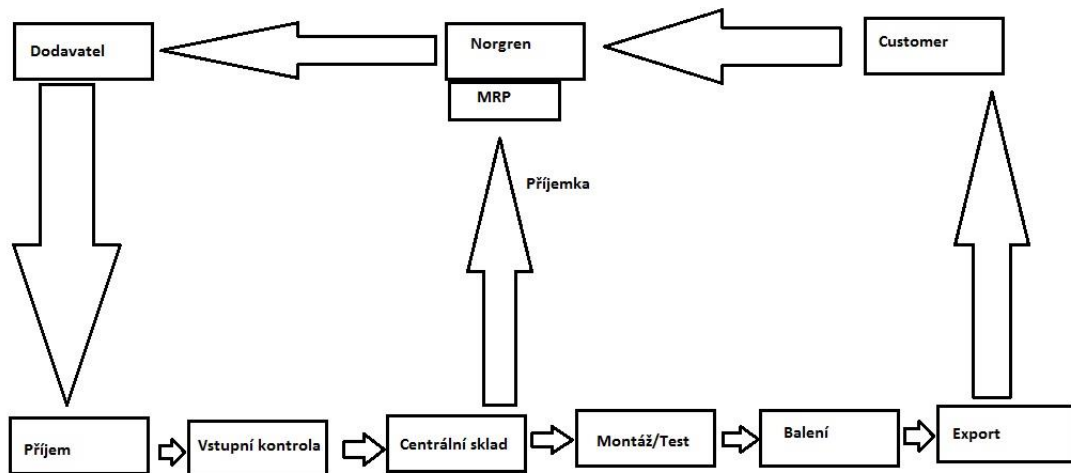 Dodavatel
Norgren
Customer
MRP
Příjemka
Příjem
Vstupní kontrola
Centrální sklad
Montáž/Test
Balení
Export